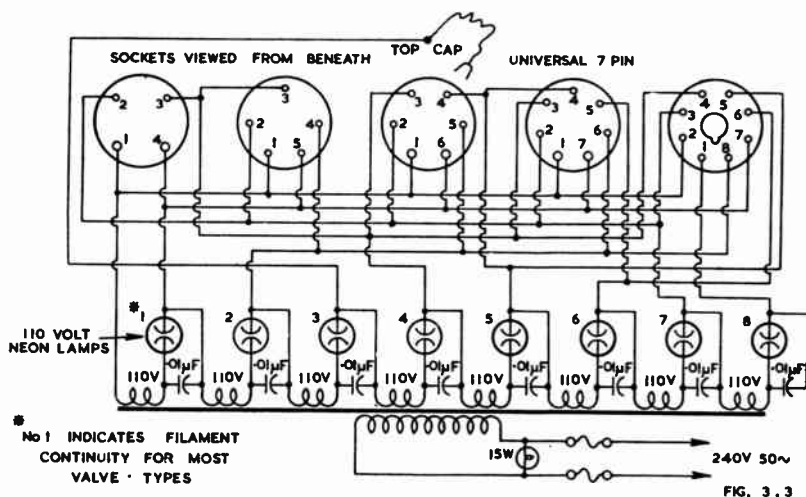 SOCKETS VIEWED FROM BENEATH
TOP CAP
UNIVERSAL 7 PIN
2 3
1 4
3
2 4
1 5
3 4
2 5
1 6
4
3 5
2 6
1 7
4 5
3 6
2 7
1 8
* 1 2 3 4 5 6 7 8
110 VOLT
NEON LAMPS
·01µF ·01µF ·01µF ·01µF ·01µF ·01µF ·01µF ·01µF
110V 110V 110V 110V 110V 110V 110V 110V
* No 1 INDICATES FILAMENT
CONTINUITY FOR MOST
VALVE · TYPES
15W
240V 50~
FIG. 3.3